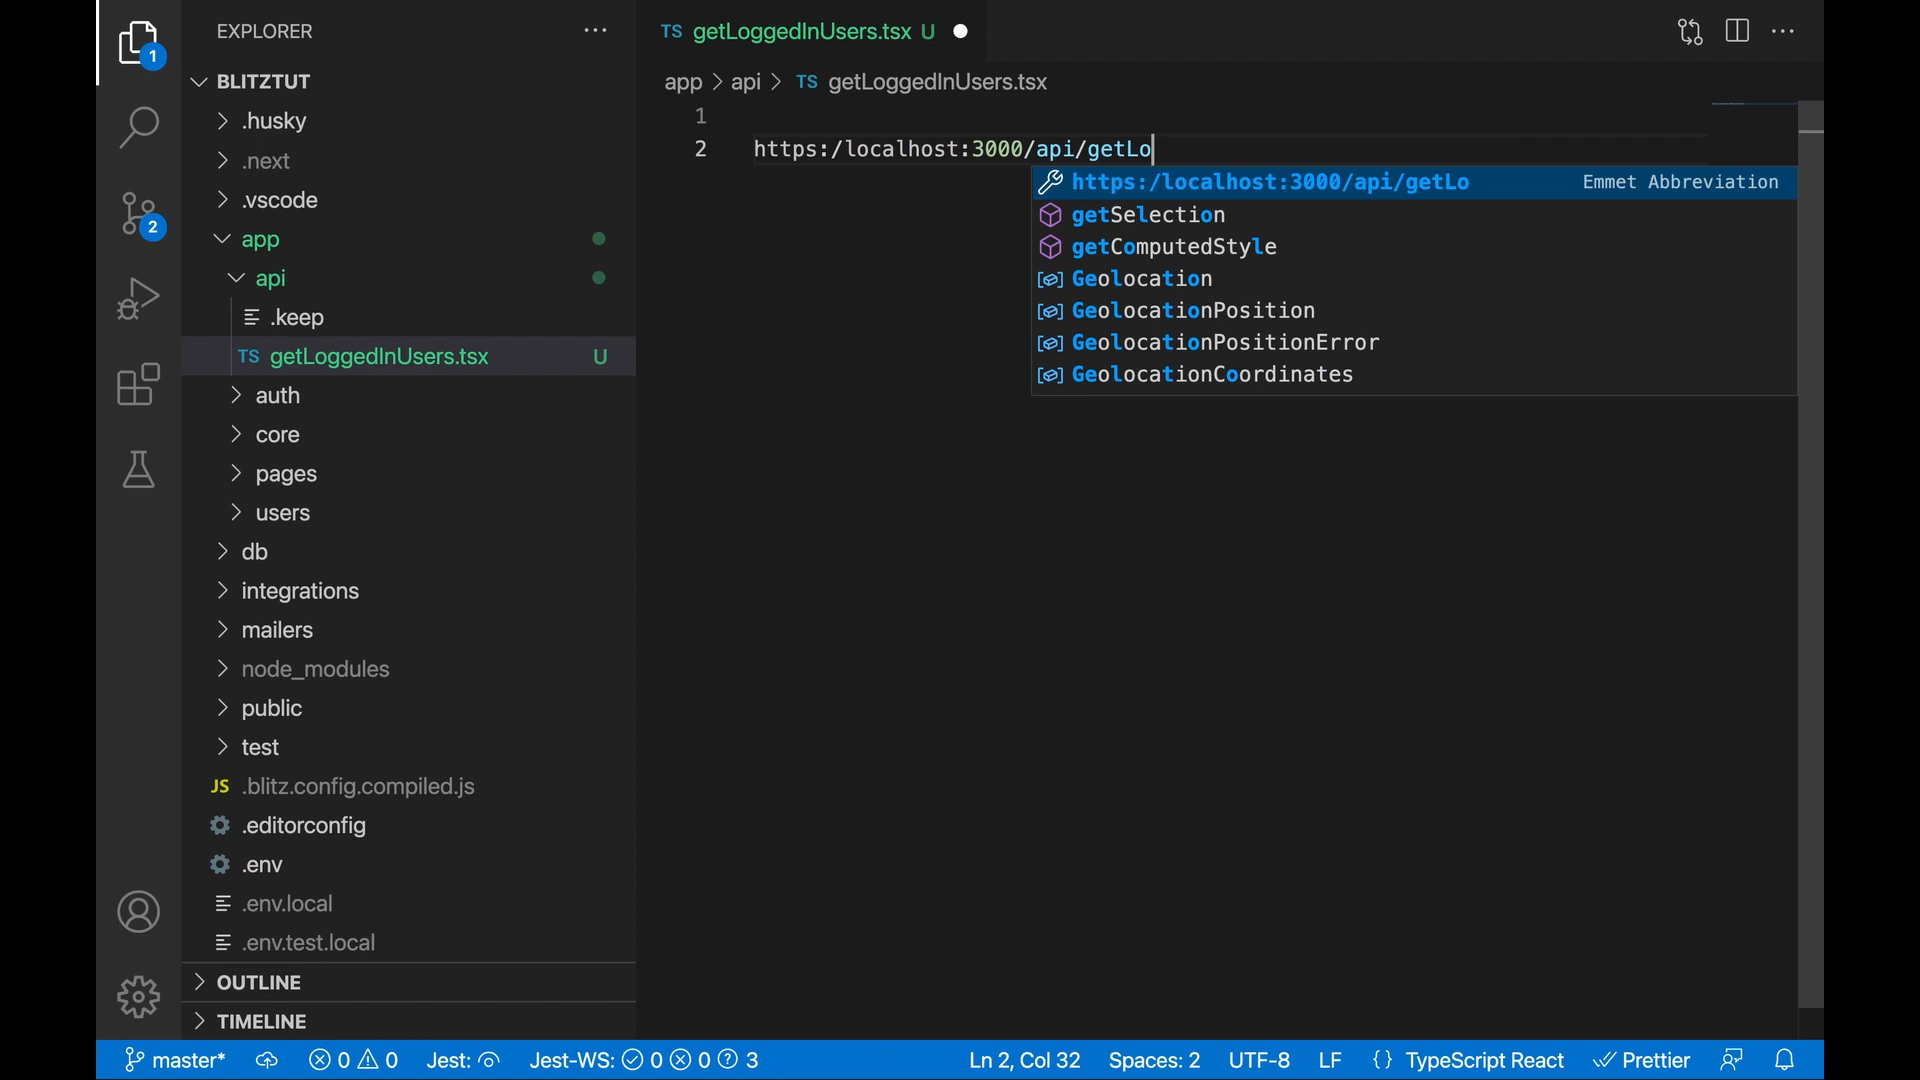 1
2
EXPLORER
BLITZTUT
.husky
.next
.vscode
app
api
.keep
TS getLoggedInUsers.tsx U
auth
core
pages
users
db
integrations
mailers
node_modules
public
test
JS .blitz.config.compiled.js
.editorconfig
.env
.env.local
.env.test.local
OUTLINE
TIMELINE
TS getLoggedInUsers.tsx U
app > api > TS getLoggedInUsers.tsx
1
2 https:/localhost:3000/api/getLo
https:/localhost:3000/api/getLo Emmet Abbreviation
getSelection
getComputedStyle
Geolocation
GeolocationPosition
GeolocationPositionError
GeolocationCoordinates
master* 0 0 Jest: Jest-WS: 0 0 3 Ln 2, Col 32 Spaces: 2 UTF-8 LF {} TypeScript React Prettier